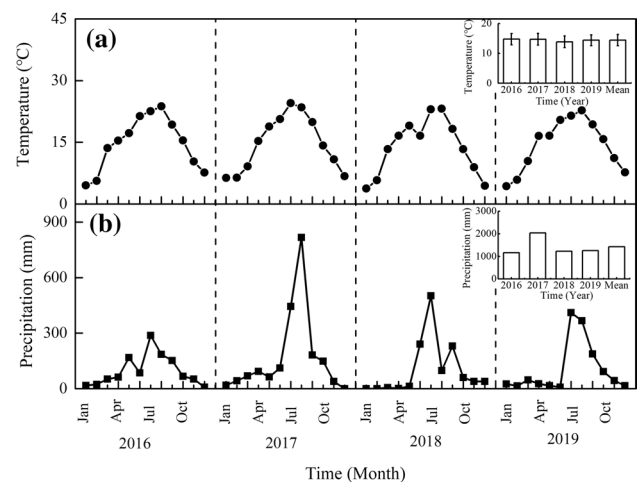 (a)
Temperature (°C)
45
30
15
0
Temperature (°C)
20
10
0
2016 2017 2018 2019 Mean
Time (Year)
(b)
Precipitation (mm)
900
600
300
0
Precipitation (mm)
3000
2000
1000
0
2016 2017 2018 2019 Mean
Time (Year)
Jan Apr Jul Oct Jan Apr Jul Oct Jan Apr Jul Oct Jan Apr Jul Oct
2016 2017 2018 2019
Time (Month)